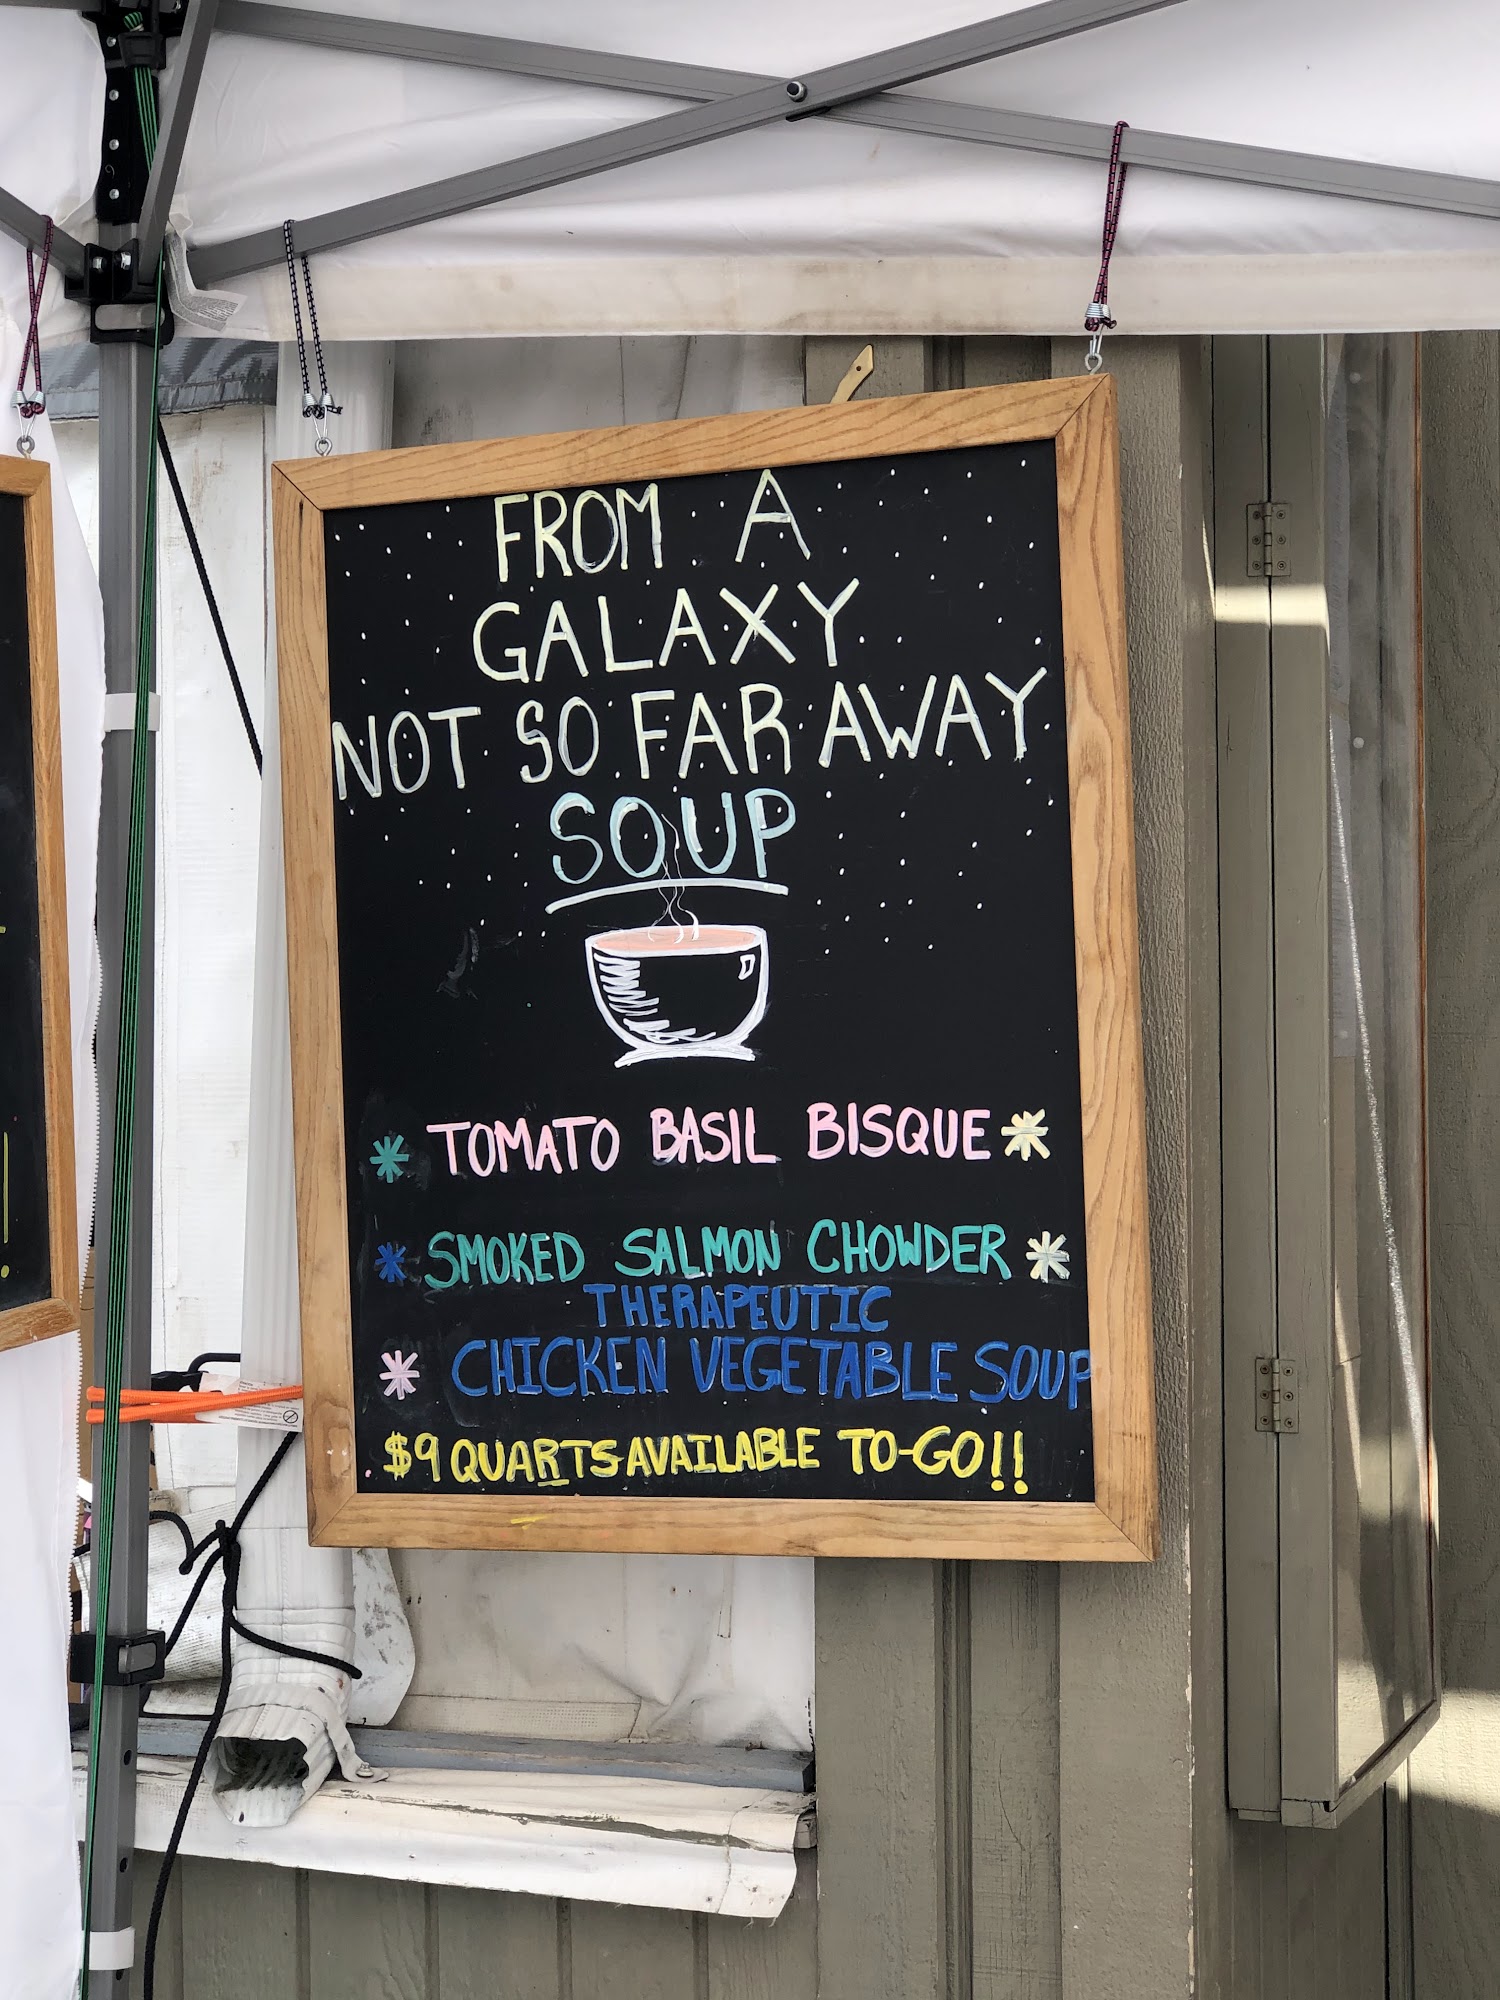 FROM A
GALAXY
NOT SO FAR AWAY
SOUP
TOMATO BASIL BISQUE
SMOKED SALMON CHOWDER
THERAPEUTIC
CHICKEN VEGETABLE SOUP
$9 QUARTS AVAILABLE TO-GO!!